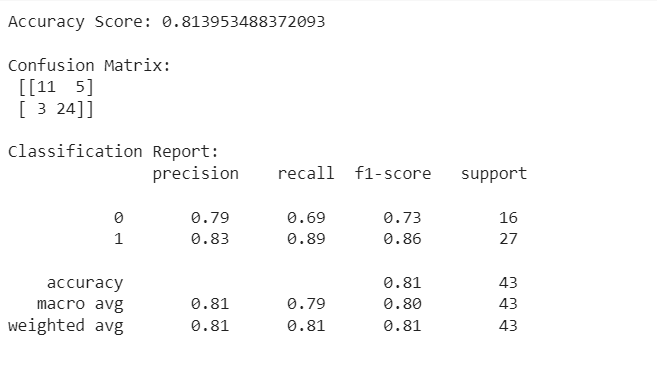 Accuracy Score: 0.813953488372093
Confusion Matrix:
[[11  5]
[ 3 24]]
Classification Report:
precision    recall  f1-score   support
0       0.79      0.69      0.73        16
1       0.83      0.89      0.86        27
accuracy                           0.81        43
macro avg       0.81      0.79      0.80        43
weighted avg       0.81      0.81      0.81        43